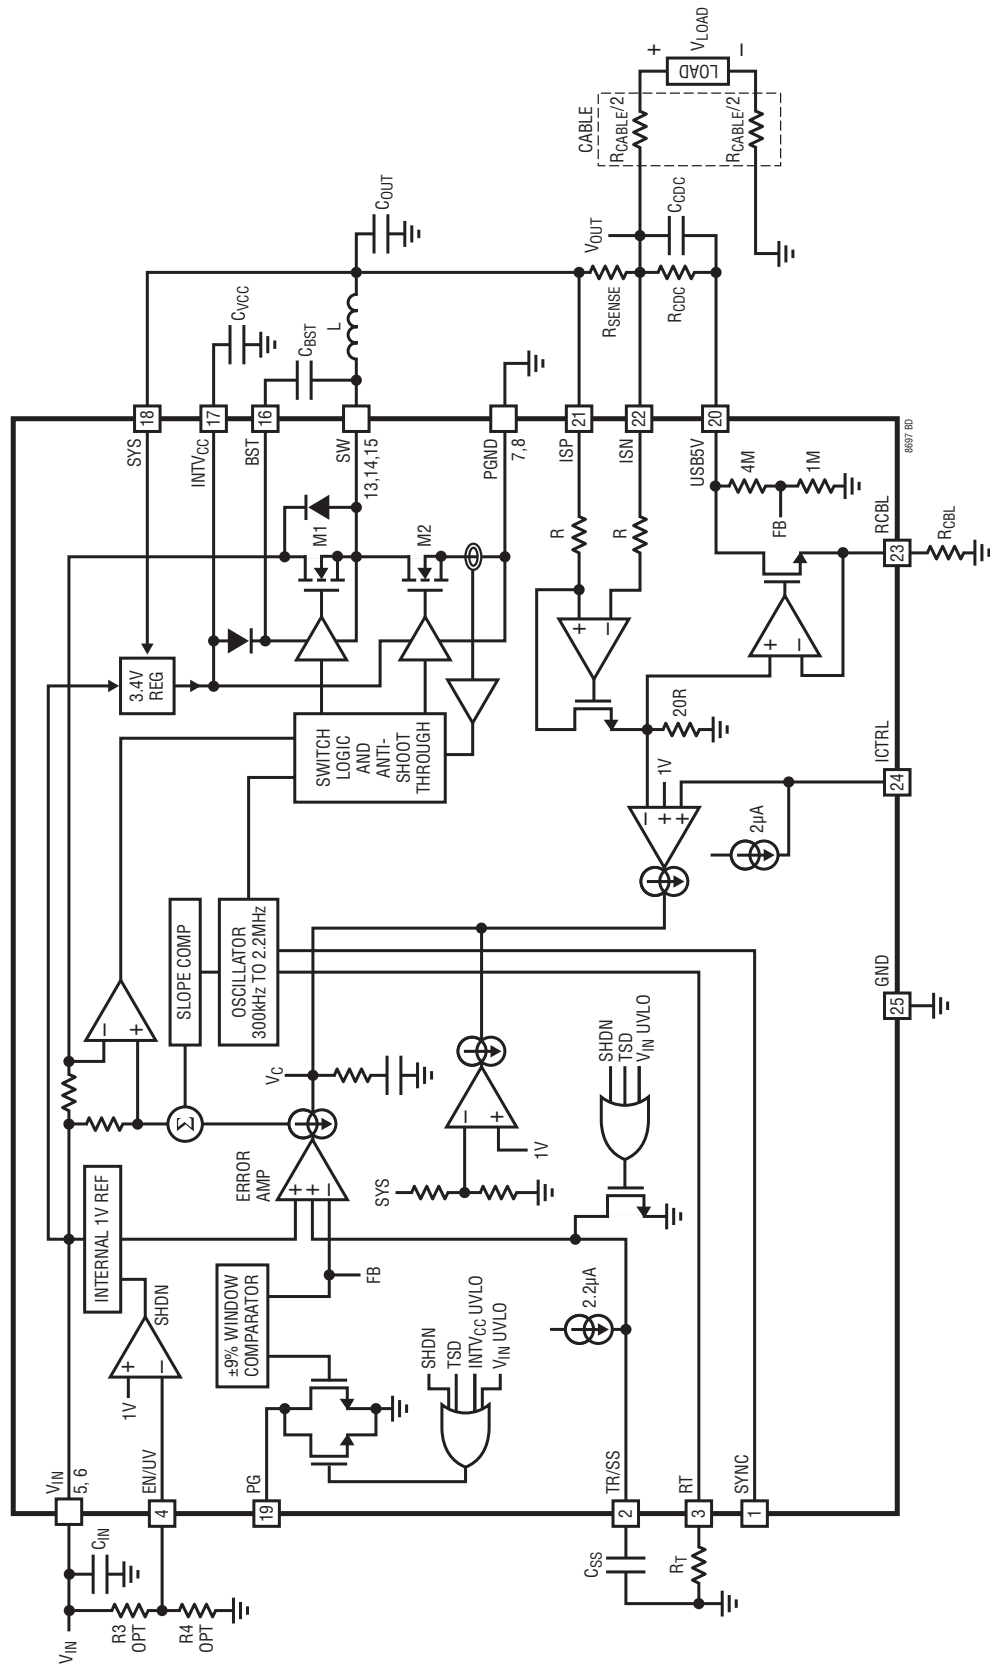 VIN
R3
OPT
R4
OPT
CIN
VIN
5, 6
EN/UV
4
1V
+
−
SHDN
INTERNAL 1V REF
PG
19
±9% WINDOW
COMPARATOR
FB
SHDN
TSD
INTVCC UVLO
VIN UVLO
ERROR
AMP
+
+
−
Σ
VC
SLOPE COMP
OSCILLATOR
300kHz TO 2.2MHz
−
+
SYS
−
+
1V
SHDN
TSD
VIN UVLO
2.2µA
TR/SS
2
CSS
RT
3
RT
SYNC
1
3.4V
REG
SWITCH
LOGIC
AND
ANTI-
SHOOT
THROUGH
M1
M2
SYS
18
INTVCC
17
CVCC
BST
16
CBST
SW
13,14,15
L
COUT
PGND
7,8
ISP
21
ISN
22
R
R
+
−
20R
−
+
+
1V
2µA
USB5V
20
4M
FB
1M
+
−
RCBL
23
RCBL
ICTRL
24
GND
25
RSENSE
VOUT
RCDC
CCDC
CABLE
RCABLE/2
RCABLE/2
+
LOAD
VLOAD
−
8697 BD